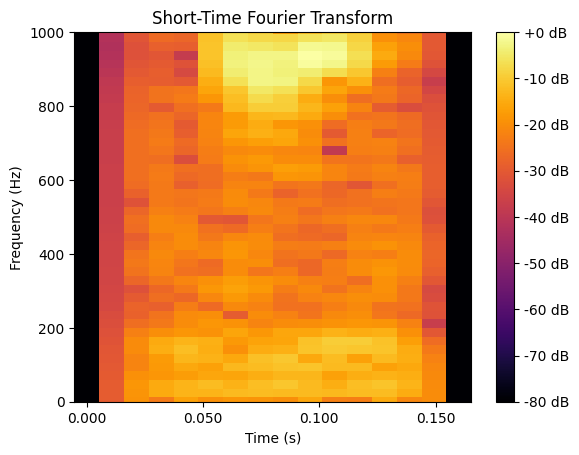 Short-Time Fourier Transform
Frequency (Hz)
1000
800
600
400
200
0
0.000
0.050
0.100
0.150
Time (s)
+0 dB
-10 dB
-20 dB
-30 dB
-40 dB
-50 dB
-60 dB
-70 dB
-80 dB